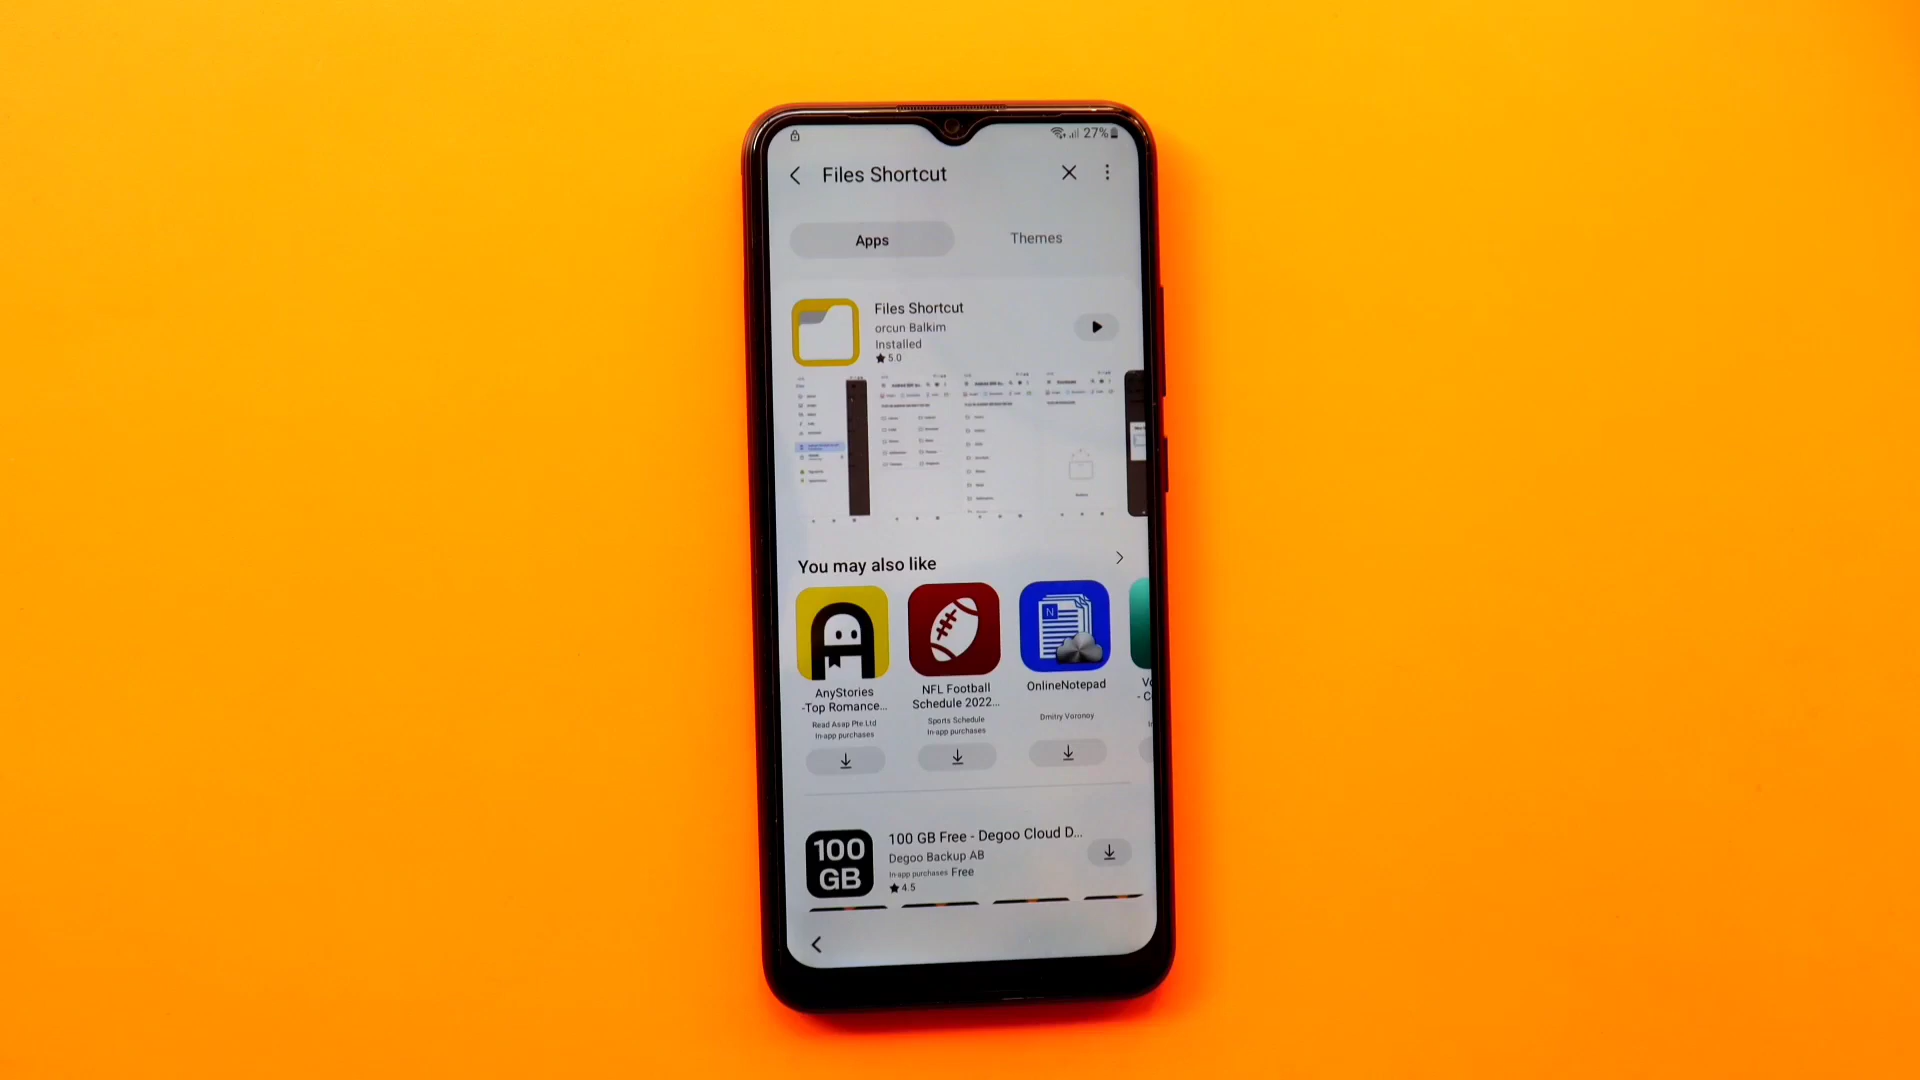 27%
Files Shortcut
Apps
Themes
Files Shortcut
orcun Balkim
Installed
★ 5.0
You may also like
AnyStories
-Top Romance...
Read Asap Pte.Ltd
In-app purchases
NFL Football
Schedule 2022...
Sports Schedule
In-app purchases
N
OnlineNotepad
Dmitry Voronoy
100
GB
100 GB Free - Degoo Cloud D...
Degoo Backup AB
In-app purchases Free
★ 4.5